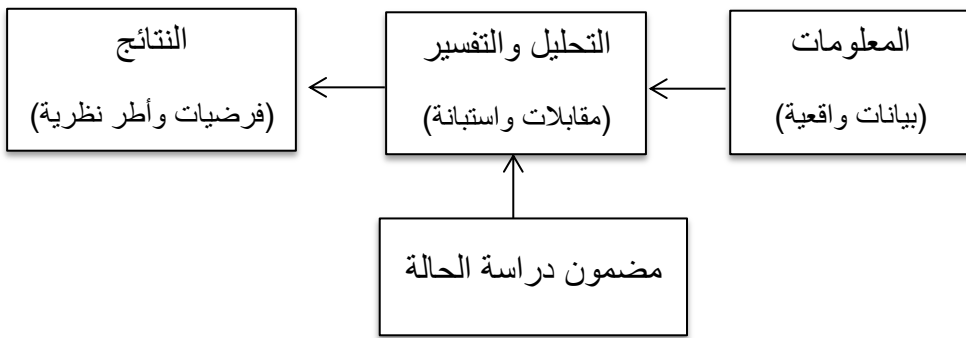 المعلومات
(بيانات واقعية)
التحليل والتفسير
(مقابلات واستبانة)
النتائج
(فرضيات وأطر نظرية)
مضمون دراسة الحالة